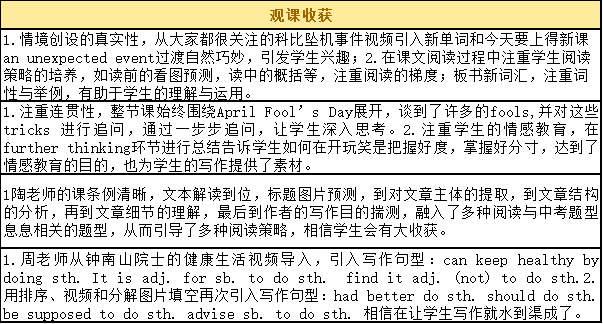 观课收获
1.情境创设的真实性，从大家都很关注的科比坠机事件视频引入新单词和今天要上得新课
an unexpected event过渡自然巧妙，引发学生兴趣；2.在课文阅读过程中注重学生阅读
策略的培养，如读前的看图预测，读中的概括等，注重阅读的梯度；板书新词汇，注重词
性与举例，有助于学生的理解与运用。
1.注重连贯性，整节课始终围绕April Fool’s Day展开，谈到了许多的fools,并对这些
tricks 进行追问，通过一步步追问，让学生深入思考。2.注重学生的情感教育，在
further thinking环节进行总结告诉学生如何在开玩笑是把握好度，掌握好分寸，达到了
情感教育的目的，也为学生的写作提供了素材。
1陶老师的课条例清晰，文本解读到位，标题图片预测，到对文章主体的提取，到文章结构
的分析，再到文章细节的理解，最后到作者的写作目的揣测，融入了多种阅读与中考题型
息息相关的题型，从而引导了多种阅读策略，相信学生会有大收获。
1.周老师从钟南山院士的健康生活视频导入，引入写作句型：can keep healthy by
doing sth. It is adj. for sb. to do sth. find it adj. (not) to do sth.2.
用排序、视频和分解图片填空再次引入写作句型：had better do sth. should do sth.
be supposed to do sth. advise sb. to do sth. 相信在让学生写作就水到渠成了。